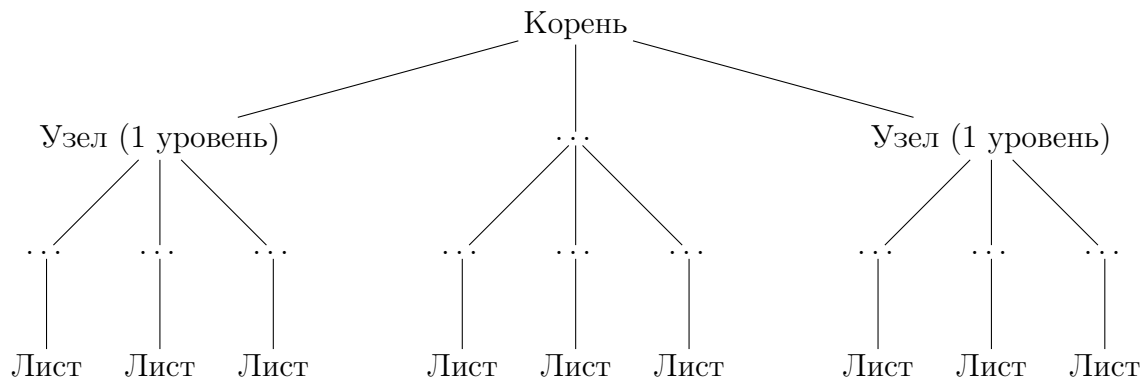 Корень
Узел (1 уровень) ... Узел (1 уровень)
... ... ... ... ... ... ... ... ...
Лист Лист Лист Лист Лист Лист Лист Лист Лист